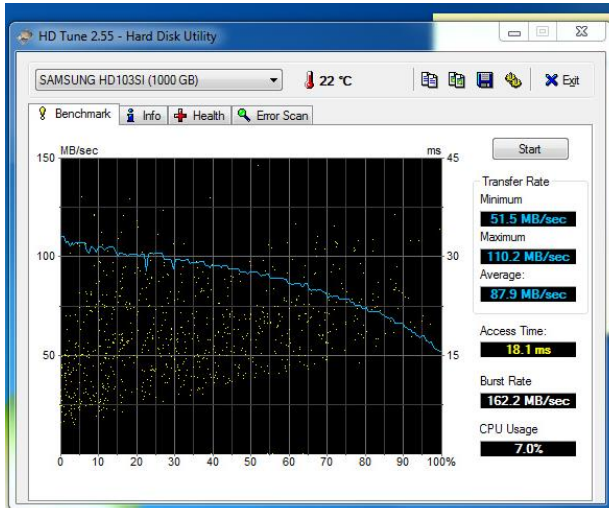 HD Tune 2.55 - Hard Disk Utility
SAMSUNG HD103SI (1000 GB)
22 °C
Exit
Benchmark
Info
Health
Error Scan
MB/sec
ms
150
100
50
45
30
15
0 10 20 30 40 50 60 70 80 90 100%
Start
Transfer Rate
Minimum
51.5 MB/sec
Maximum
110.2 MB/sec
Average:
87.9 MB/sec
Access Time:
18.1 ms
Burst Rate
162.2 MB/sec
CPU Usage
7.0%